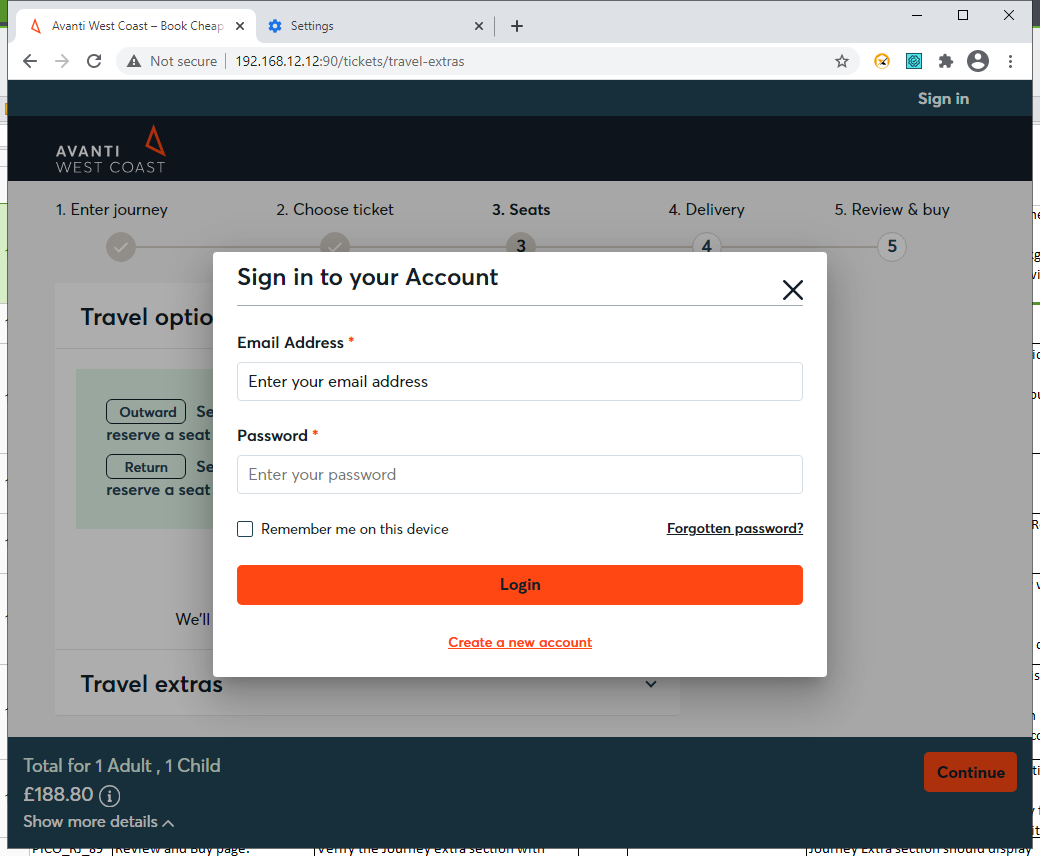 Avanti West Coast – Book Cheap
Settings
Not secure
192.168.12.12:90/tickets/travel-extras
Sign in
AVANTI
WEST COAST
1. Enter journey
2. Choose ticket
3. Seats
4. Delivery
5. Review & buy
3
4
5
Sign in to your Account
Travel optio
Email Address *
Enter your email address
Outward Se
reserve a seat
Password *
Return Se
Enter your password
reserve a seat
Remember me on this device
Forgotten password?
Login
We'll
Create a new account
Travel extras
Total for 1 Adult , 1 Child
£188.80
Continue
Show more details
Review and Buy page:
Verify the Journey extra section with
Journey Extra section should display